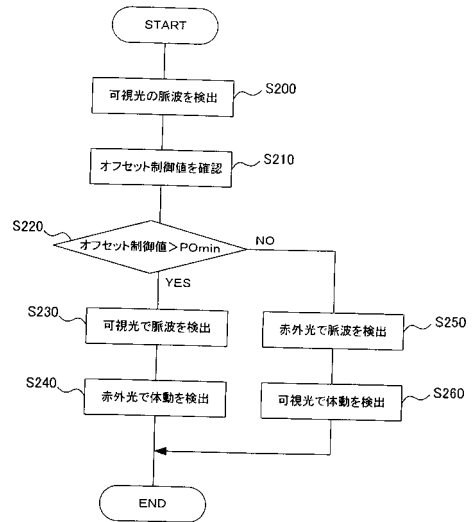 START
可視光の脈波を検出
S200
オフセット制御値を確認
S210
S220
オフセット制御値>POmin
NO
YES
S230
可視光で脈波を検出
赤外光で脈波を検出
S250
S240
赤外光で体動を検出
可視光で体動を検出
S260
END